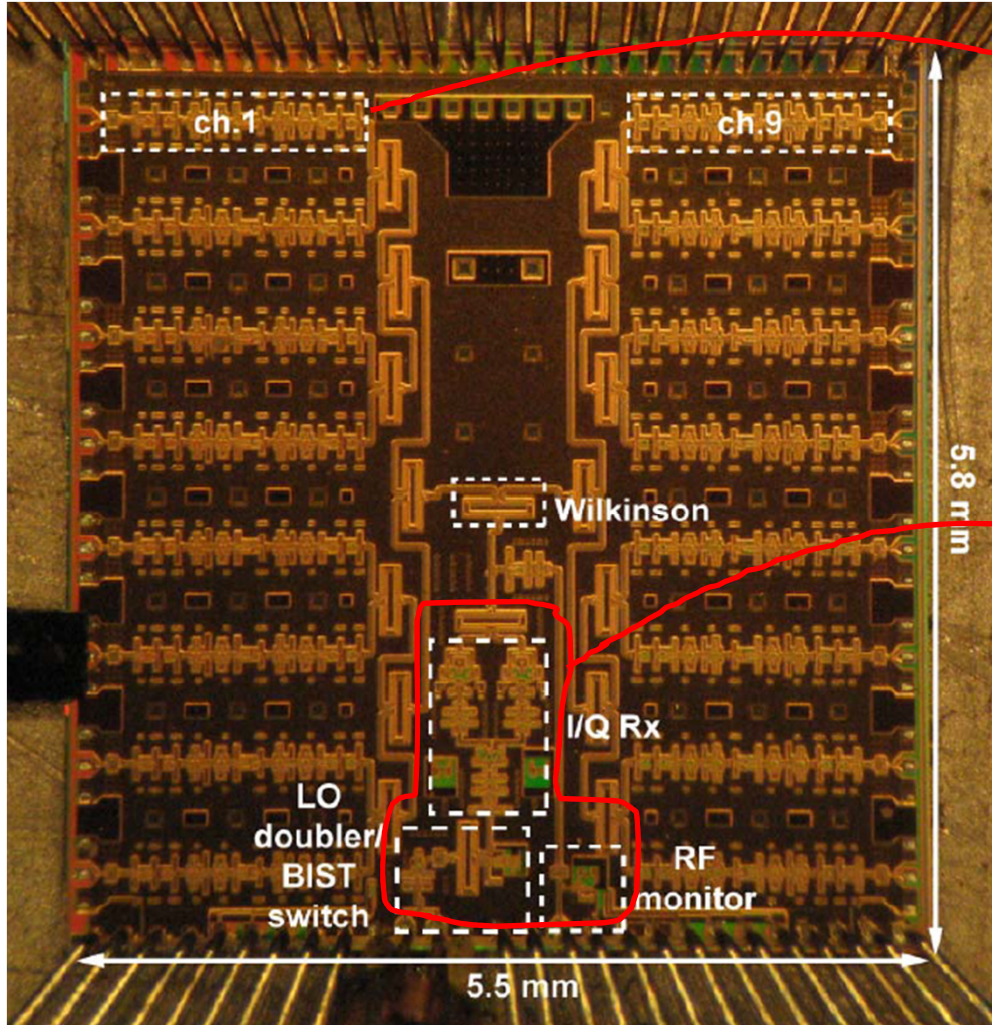 ch.1
ch.9
5.8 mm
Wilkinson
I/Q Rx
LO
doubler/
BIST
switch
RF
monitor
5.5 mm